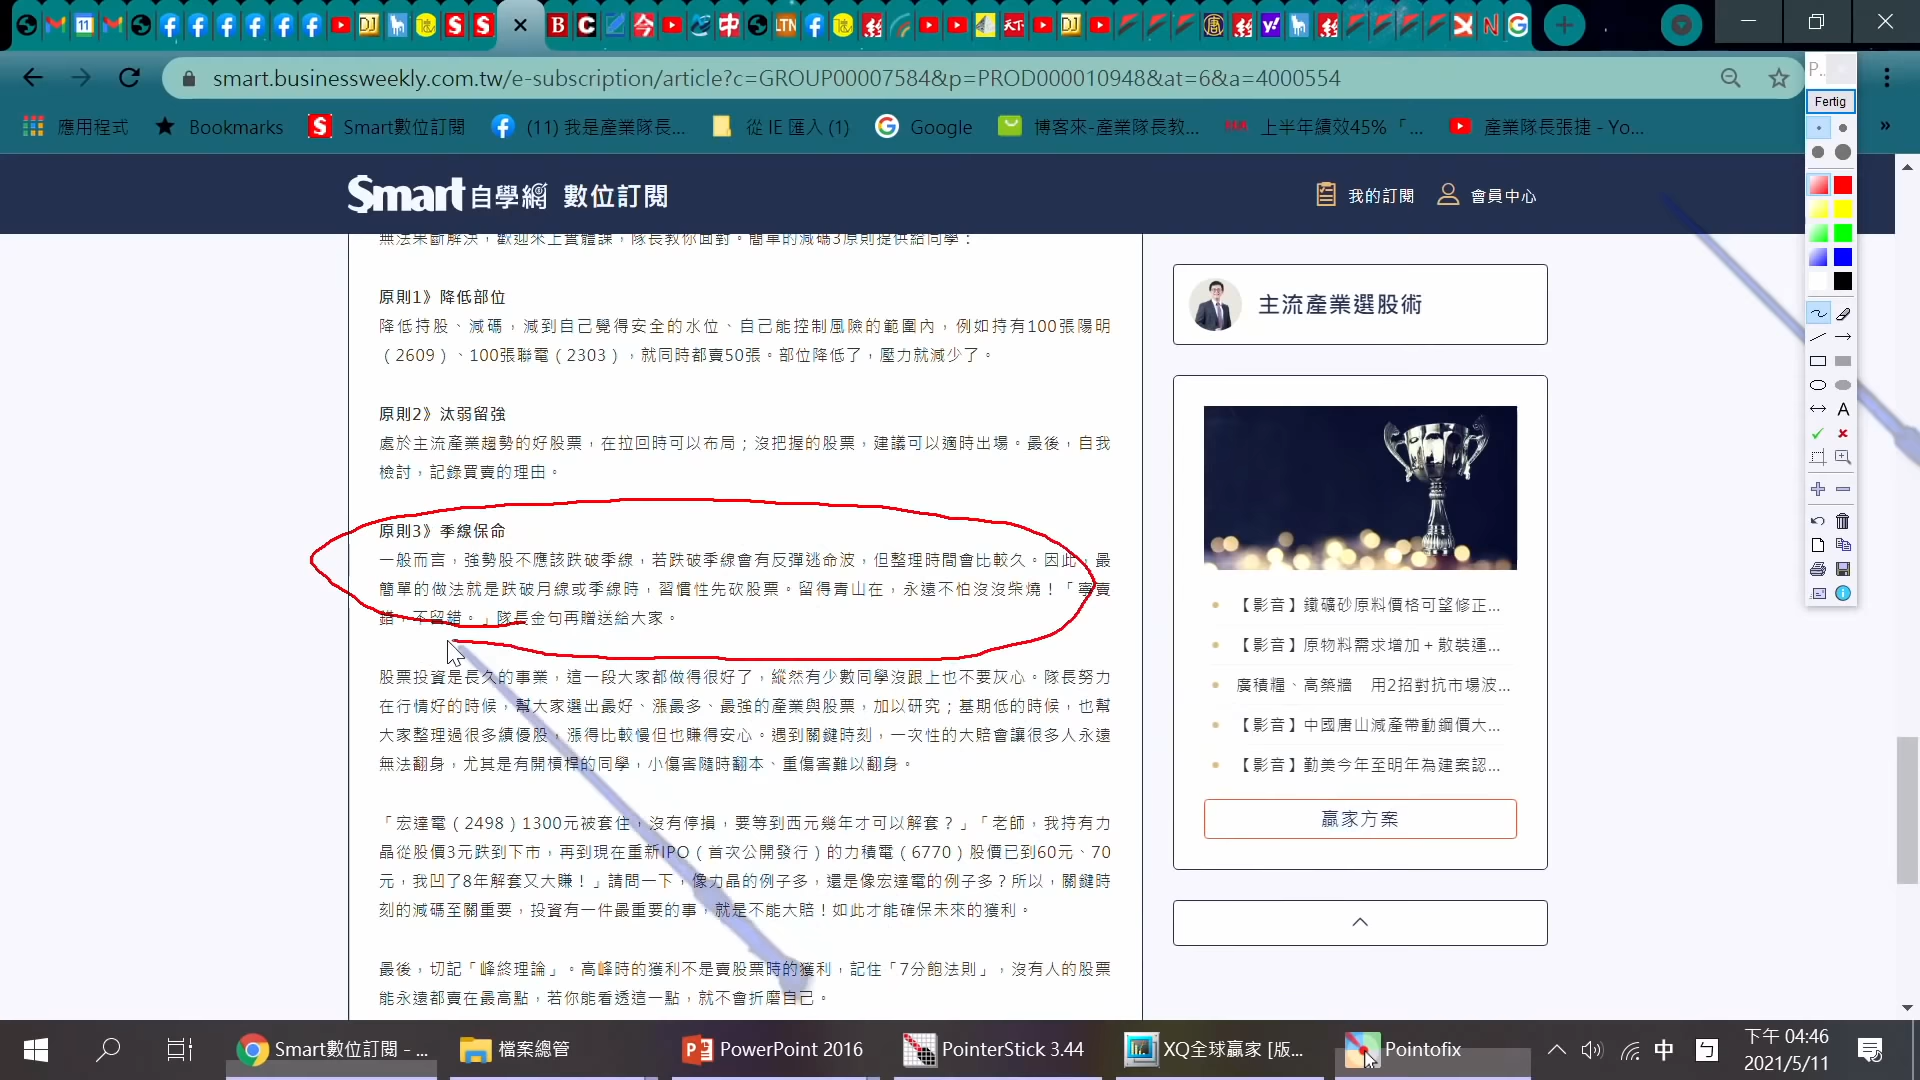 smart.businessweekly.com.tw/e-subscription/article?c=GROUP00007584&p=PROD000010948&at=6&a=4000554
P...
Fertig
應用程式 Bookmarks Smart數位訂閱 (11) 我是產業隊長... 從 IE 匯入 (1) Google 博客來-產業隊長教... 上半年績效45%「... 產業隊長張捷 - Yo... »
Smart自學網 數位訂閱
我的訂閱 會員中心
無法果斷解決,歡迎來上實體課,隊長教你面對。簡單的減碼3原則提供給同學:
原則1》降低部位
降低持股、減碼,減到自己覺得安全的水位、自己能控制風險的範圍內,例如持有100張陽明
(2609)、100張聯電(2303),就同時都賣50張。部位降低了,壓力就減少了。
原則2》汰弱留強
處於主流產業趨勢的好股票,在拉回時可以布局;沒把握的股票,建議可以適時出場。最後,自我
檢討,記錄買賣的理由。
原則3》季線保命
一般而言,強勢股不應該跌破季線,若跌破季線會有反彈逃命波,但整理時間會比較久。因此,最
簡單的做法就是跌破月線或季線時,習慣性先砍股票。留得青山在,永遠不怕沒沒柴燒!「寧賣
錯,不留錯。」隊長金句再贈送給大家。
股票投資是長久的事業,這一段大家都做得很好了,縱然有少數同學沒跟上也不要灰心。隊長努力
在行情好的時候,幫大家選出最好、漲最多、最強的產業與股票,加以研究;基期低的時候,也幫
大家整理過很多績優股,漲得比較慢但也賺得安心。遇到關鍵時刻,一次性的大賠會讓很多人永遠
無法翻身,尤其是有開槓桿的同學,小傷害隨時翻本、重傷害難以翻身。
「宏達電(2498)1300元被套住,沒有停損,要等到西元幾年才可以解套?」「老師,我持有力
晶從股價3元跌到下市,再到現在重新IPO(首次公開發行)的力積電(6770)股價已到60元、70
元,我凹了8年解套又大賺!」請問一下,像力晶的例子多,還是像宏達電的例子多?所以,關鍵時
刻的減碼至關重要,投資有一件最重要的事,就是不能大賠!如此才能確保未來的獲利。
最後,切記「峰終理論」。高峰時的獲利不是賣股票時的獲利,記住「7分飽法則」,沒有人的股票
能永遠都賣在最高點,若你能看透這一點,就不會折磨自己。
主流產業選股術
【影音】鐵礦砂原料價格可望修正...
【影音】原物料需求增加+散裝運...
廣積糧、高築牆 用2招對抗市場波...
【影音】中國唐山減產帶動鋼價大...
【影音】勤美今年至明年為建案認...
贏家方案
Smart數位訂閱 - ... 檔案總管 PowerPoint 2016 PointerStick 3.44 XQ全球贏家 [版... Pointofix 中 ㄅ
下午 04:46
2021/5/11